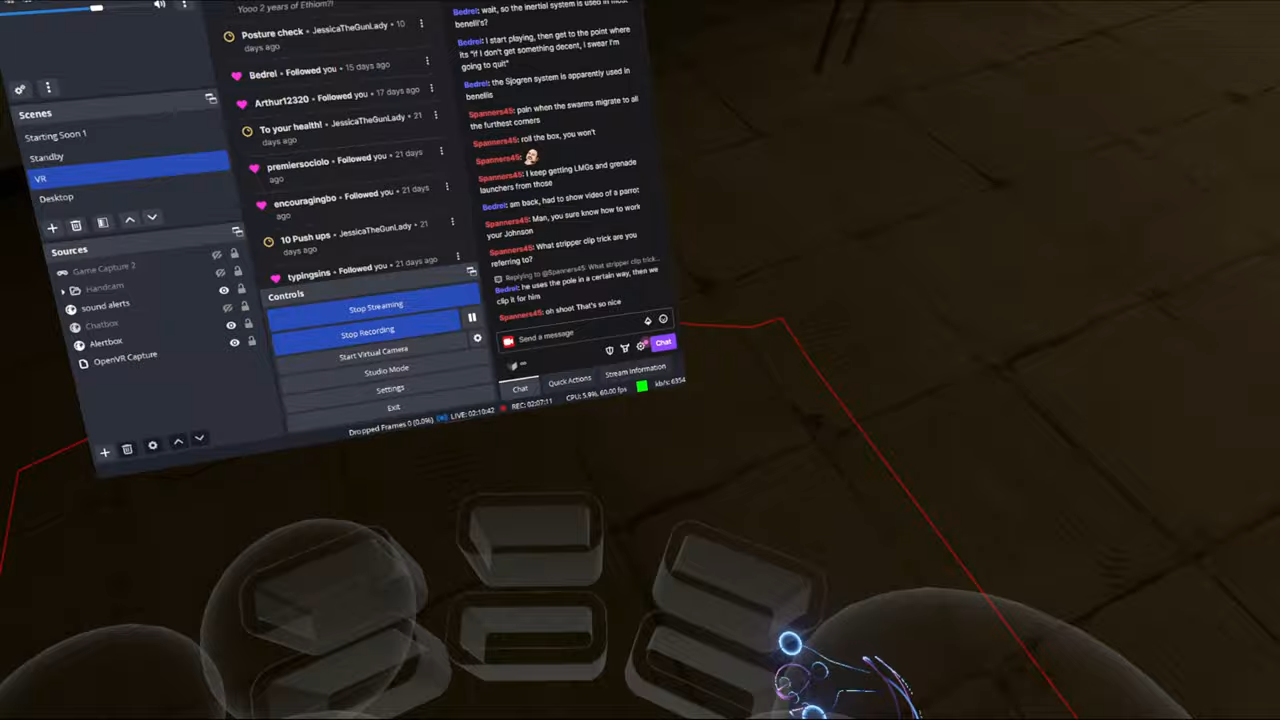 Yooo 2 years of Ethiom?!
Posture check • JessicaTheGunLady • 10
days ago
Bedrel • Followed you • 15 days ago
Arthur12320 • Followed you • 17 days ago
To your health! • JessicaTheGunLady • 21
days ago
premiersociolo • Followed you • 21 days
ago
encouragingbo • Followed you • 21 days
ago
10 Push ups • JessicaTheGunLady • 21
days ago
typingsins • Followed you • 21 days ago
Scenes
Starting Soon 1
Standby
VR
Desktop
Sources
Game Capture 2
Handcam
sound alerts
Chatbox
Alertbox
OpenVR Capture
Controls
Stop Streaming
Stop Recording
Start Virtual Camera
Studio Mode
Settings
Exit
Bedrel: wait, so the inertial system is used in most
benelli's?
Bedrel: I start playing, then get to the point where
its "if I don't get something decent, I swear I'm
going to quit"
Bedrel: the Sjogren system is apparently used in
benellis
Spanners45: pain when the swarms migrate to all
the furthest corners
Spanners45: roll the box, you won't
Spanners45:
Spanners45: I keep getting LMGs and grenade
launchers from those
Bedrel: am back, had to show video of a parrot
Spanners45: Man, you sure know how to work
your Johnson
Spanners45: What stripper clip trick are you
referring to?
Replying to @Spanners45: What stripper clip trick...
Bedrel: he uses the pole in a certain way, then we
clip it for him
Spanners45: oh shoot That's so nice
Send a message
Chat
Chat
Quick Actions
Stream Information
Dropped Frames 0 (0.0%)
LIVE: 02:10:42
REC: 02:07:11
CPU: 5.9%, 60.00 fps
kb/s: 6354